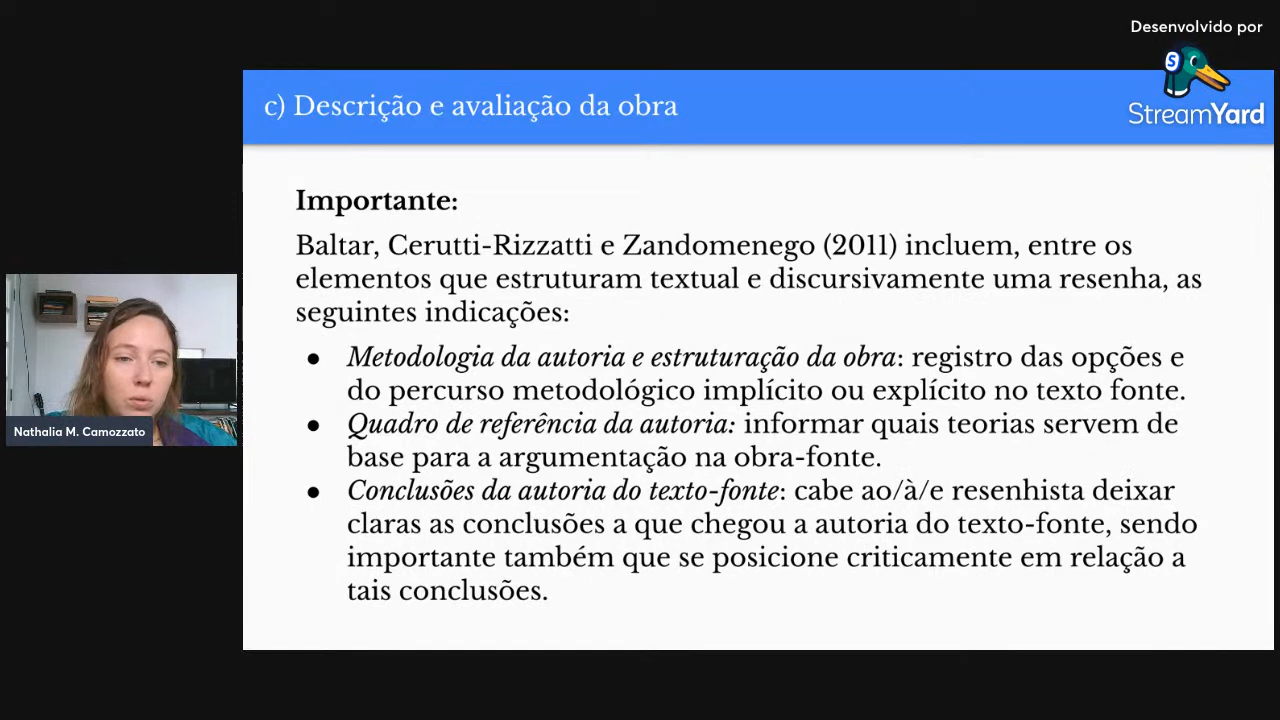 Desenvolvido por
StreamYard
c) Descrição e avaliação da obra
Importante:
Baltar, Cerutti-Rizzatti e Zandomenego (2011) incluem, entre os
elementos que estruturam textual e discursivamente uma resenha, as
seguintes indicações:
● Metodologia da autoria e estruturação da obra: registro das opções e
do percurso metodológico implícito ou explícito no texto fonte.
● Quadro de referência da autoria: informar quais teorias servem de
base para a argumentação na obra-fonte.
● Conclusões da autoria do texto-fonte: cabe ao/à/e resenhista deixar
claras as conclusões a que chegou a autoria do texto-fonte, sendo
importante também que se posicione criticamente em relação a
tais conclusões.
Nathalia M. Camozzato